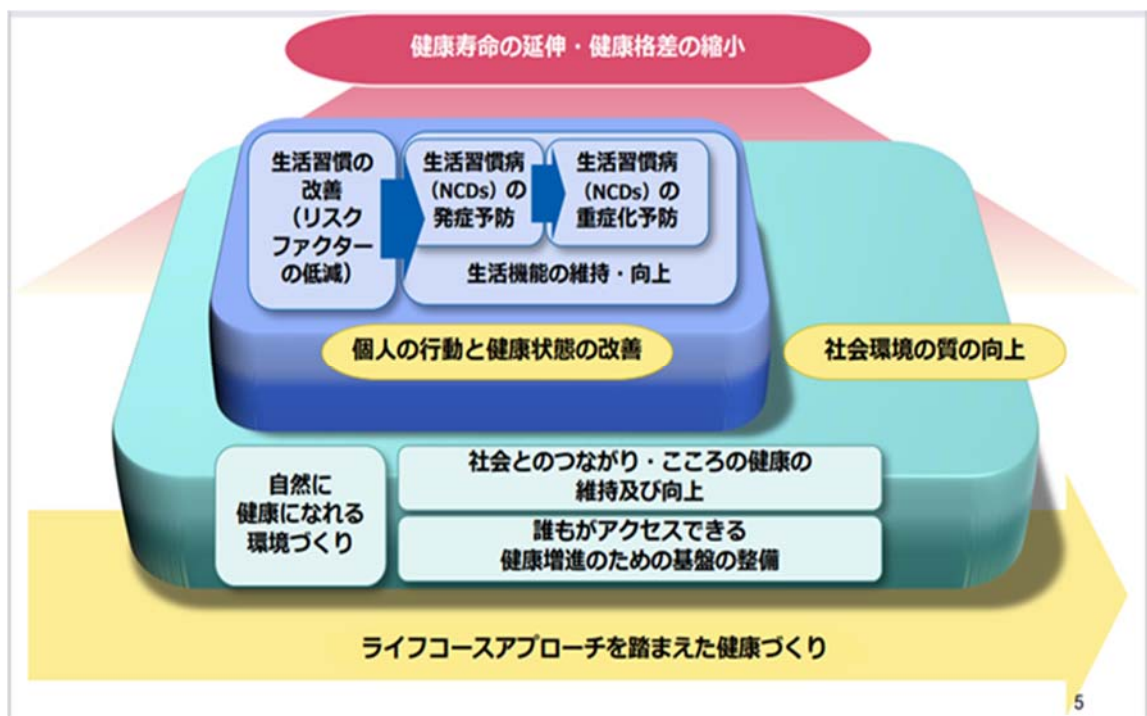 健康寿命の延伸・健康格差の縮小
生活習慣の
改善
（リスク
ファクター
の低減）
生活習慣病
（NCDs）の
発症予防
生活習慣病
（NCDs）の
重症化予防
生活機能の維持・向上
個人の行動と健康状態の改善
社会環境の質の向上
自然に
健康になれる
環境づくり
社会とのつながり・こころの健康の
維持及び向上
誰もがアクセスできる
健康増進のための基盤の整備
ライフコースアプローチを踏まえた健康づくり
5